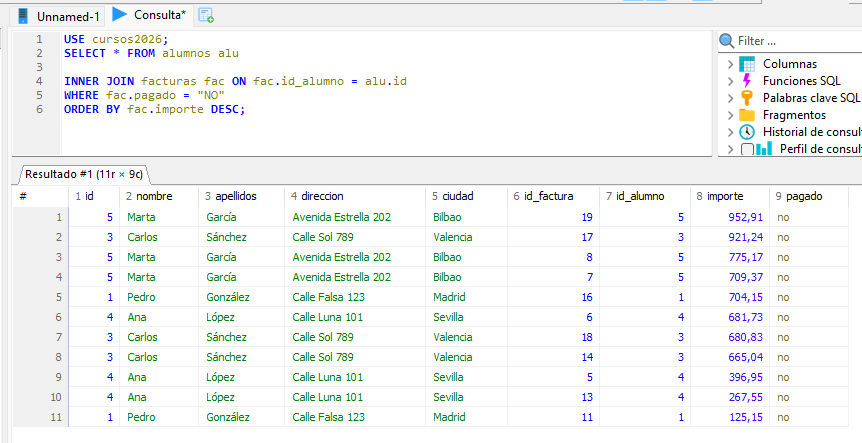 Unnamed-1 Consulta*
1 USE cursos2026;
2 SELECT * FROM alumnos alu
3
4 INNER JOIN facturas fac ON fac.id_alumno = alu.id
5 WHERE fac.pagado = "NO"
6 ORDER BY fac.importe DESC;
Filter ...
Columnas
Funciones SQL
Palabras clave SQL
Fragmentos
Historial de consult
Perfil de consult
Resultado #1 (11r × 9c)
# 1 id 2 nombre 3 apellidos 4 direccion 5 ciudad 6 id_factura 7 id_alumno 8 importe 9 pagado
1 5 Marta García Avenida Estrella 202 Bilbao 19 5 952,91 no
2 3 Carlos Sánchez Calle Sol 789 Valencia 17 3 921,24 no
3 5 Marta García Avenida Estrella 202 Bilbao 8 5 775,17 no
4 5 Marta García Avenida Estrella 202 Bilbao 7 5 709,37 no
5 1 Pedro González Calle Falsa 123 Madrid 16 1 704,15 no
6 4 Ana López Calle Luna 101 Sevilla 6 4 681,73 no
7 3 Carlos Sánchez Calle Sol 789 Valencia 18 3 680,83 no
8 3 Carlos Sánchez Calle Sol 789 Valencia 14 3 665,04 no
9 4 Ana López Calle Luna 101 Sevilla 5 4 396,95 no
10 4 Ana López Calle Luna 101 Sevilla 13 4 267,55 no
11 1 Pedro González Calle Falsa 123 Madrid 11 1 125,15 no